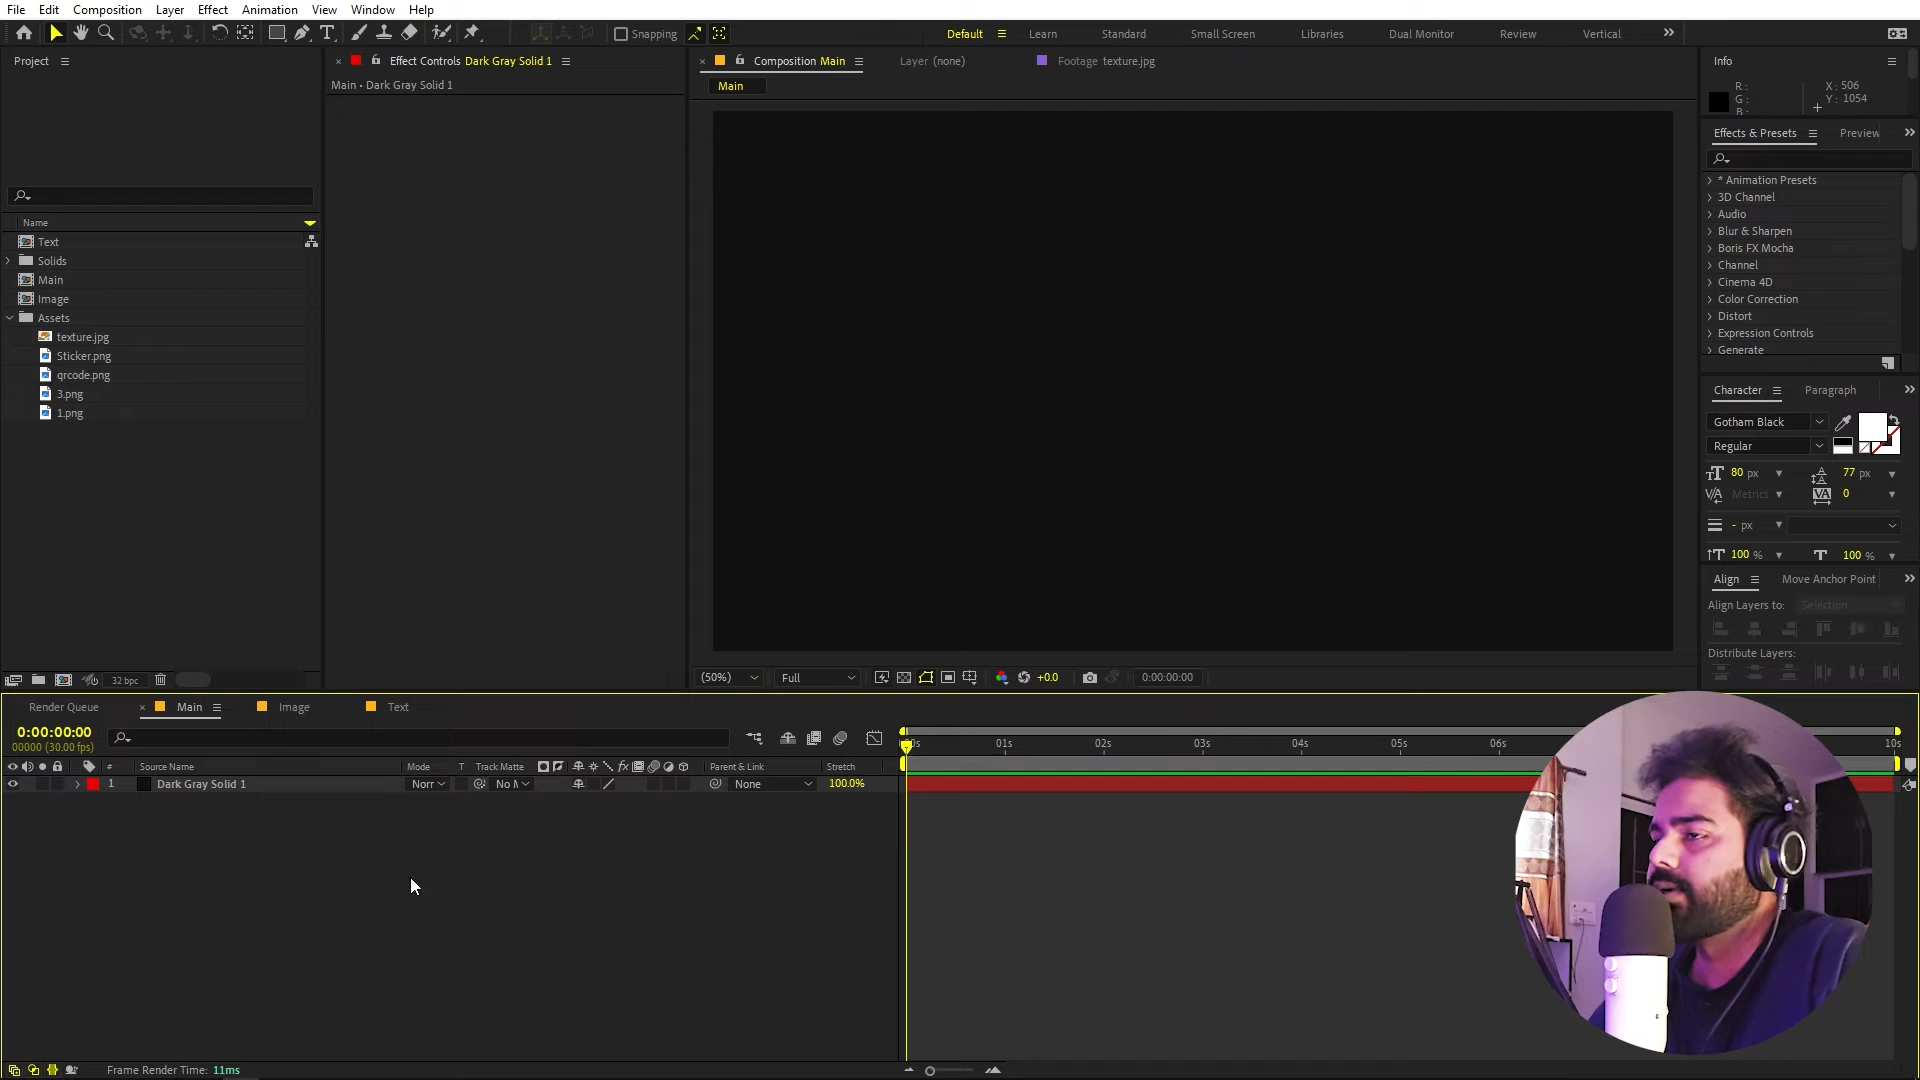 File Edit Composition Layer Effect Animation View Window Help
Snapping
Default Learn Standard Small Screen Libraries Dual Monitor Review Vertical
Project
Effect Controls Dark Gray Solid 1
Main • Dark Gray Solid 1
Composition Main
Layer (none)
Footage texture.jpg
Main
Info
R :
G :
B :
X : 506
Y : 1054
Effects & Presets
Preview
* Animation Presets
3D Channel
Audio
Blur & Sharpen
Boris FX Mocha
Channel
Cinema 4D
Color Correction
Distort
Expression Controls
Generate
Name
Text
Solids
Main
Image
Assets
texture.jpg
Sticker.png
qrcode.png
3.png
1.png
Character
Paragraph
Gotham Black
Regular
80 px
77 px
Metrics
0
- px
100 %
100 %
Align
Move Anchor Point
Align Layers to: Selection
Distribute Layers:
32 bpc
(50%)
Full
+0.0
0:00:00:00
Render Queue
Main
Image
Text
0:00:00:00
00000 (30.00 fps)
# Source Name Mode T Track Matte Parent & Link Stretch
00s 01s 02s 03s 04s 05s 06s 10s
1 Dark Gray Solid 1 Norr No M None 100.0%
Frame Render Time: 11ms